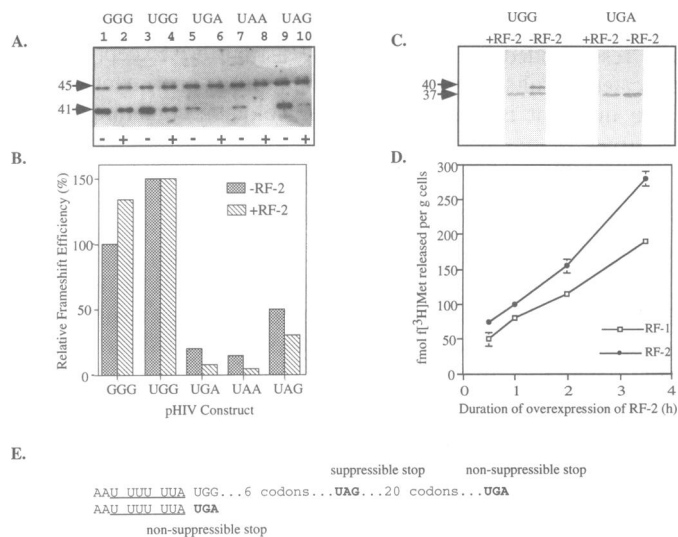 A.
GGG UGG UGA UAA UAG
1 2 3 4 5 6 7 8 9 10
45
41
- + - + - + - + - +
B.
Relative Frameshift Efficiency (%)
150
100
50
0
-RF-2
+RF-2
GGG UGG UGA UAA UAG
pHIV Construct
C.
UGG UGA
+RF-2 -RF-2 +RF-2 -RF-2
40
37
D.
fmol f[³H]Met released per g cells
300
250
200
150
100
50
0
RF-1
RF-2
0 1 2 3 4
Duration of overexpression of RF-2 (h)
E.
suppressible stop non-suppressible stop
AAU UUU UUA UGG...6 codons...UAG...20 codons...UGA
AAU UUU UUA UGA
non-suppressible stop